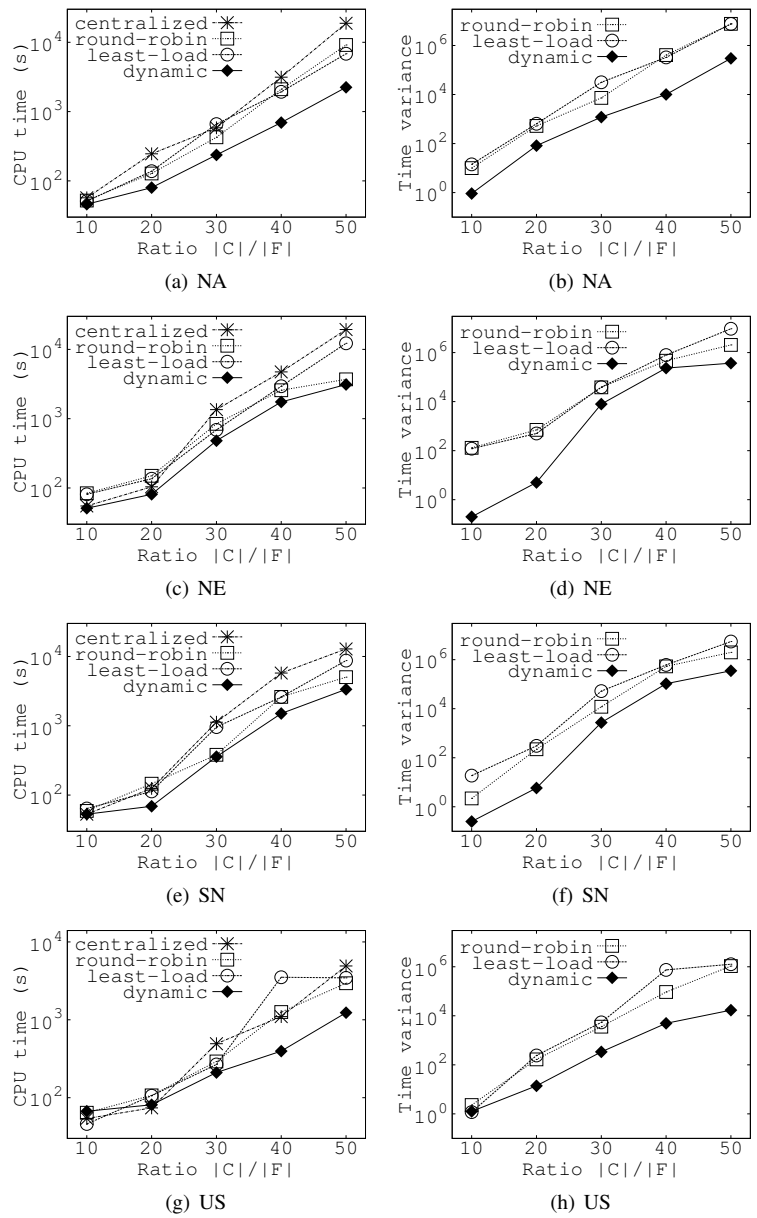 centralized
round-robin
least-load
dynamic
CPU time (s)
10^4
10^3
10^2
10 20 30 40 50
Ratio |C|/|F|
(a) NA
round-robin
least-load
dynamic
Time variance
10^6
10^4
10^2
10^0
10 20 30 40 50
Ratio |C|/|F|
(b) NA
centralized
round-robin
least-load
dynamic
CPU time (s)
10^4
10^3
10^2
10 20 30 40 50
Ratio |C|/|F|
(c) NE
round-robin
least-load
dynamic
Time variance
10^6
10^4
10^2
10^0
10 20 30 40 50
Ratio |C|/|F|
(d) NE
centralized
round-robin
least-load
dynamic
CPU time (s)
10^4
10^3
10^2
10 20 30 40 50
Ratio |C|/|F|
(e) SN
round-robin
least-load
dynamic
Time variance
10^6
10^4
10^2
10^0
10 20 30 40 50
Ratio |C|/|F|
(f) SN
centralized
round-robin
least-load
dynamic
CPU time (s)
10^4
10^3
10^2
10 20 30 40 50
Ratio |C|/|F|
(g) US
round-robin
least-load
dynamic
Time variance
10^6
10^4
10^2
10^0
10 20 30 40 50
Ratio |C|/|F|
(h) US